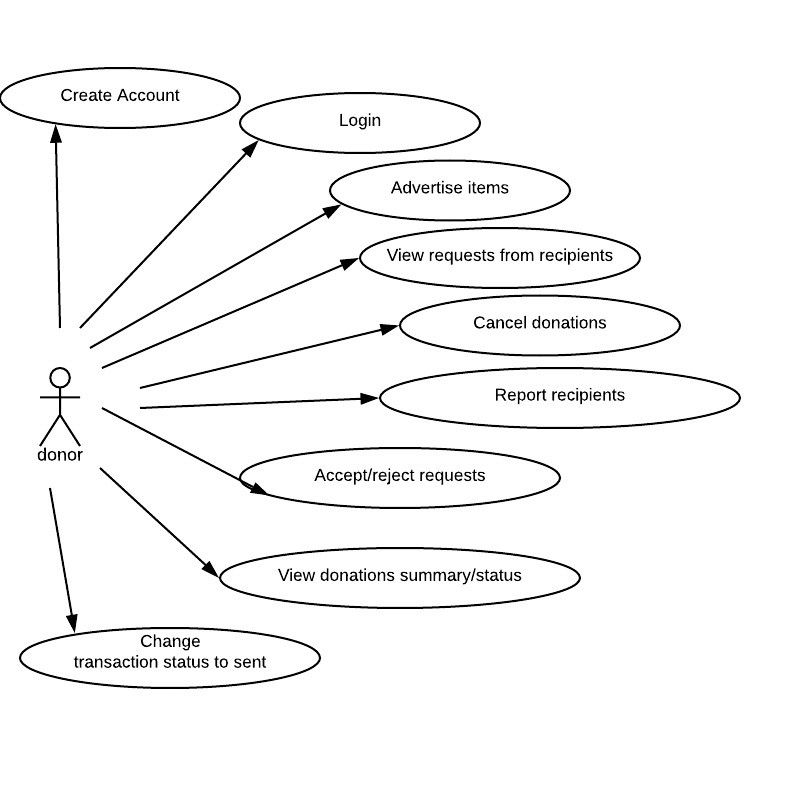 Create Account
Login
Advertise items
View requests from recipients
Cancel donations
Report recipients
donor
Accept/reject requests
View donations summary/status
Change
transaction status to sent